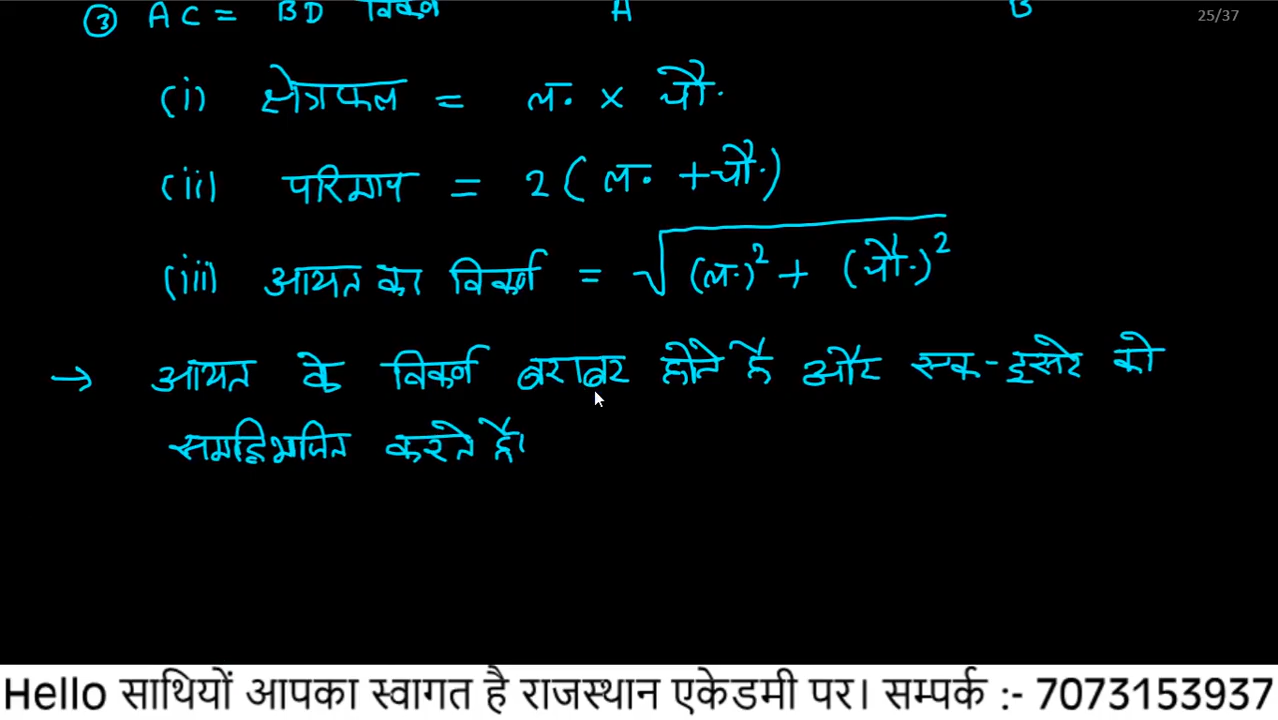 ③ AC = BD विकर्ण A B 25/37
(i) क्षेत्रफल = ल. × चौ.
(ii) परिमाप = 2 ( ल. + चौ.)
(iii) आयत का विकर्ण = √(ल.)² + (चौ.)²
→ आयत के विकर्ण बराबर होते है और एक - दूसरे को
समद्विभाजित करते है।
Hello साथियों आपका स्वागत है राजस्थान एकेडमी पर। सम्पर्क :- 7073153937